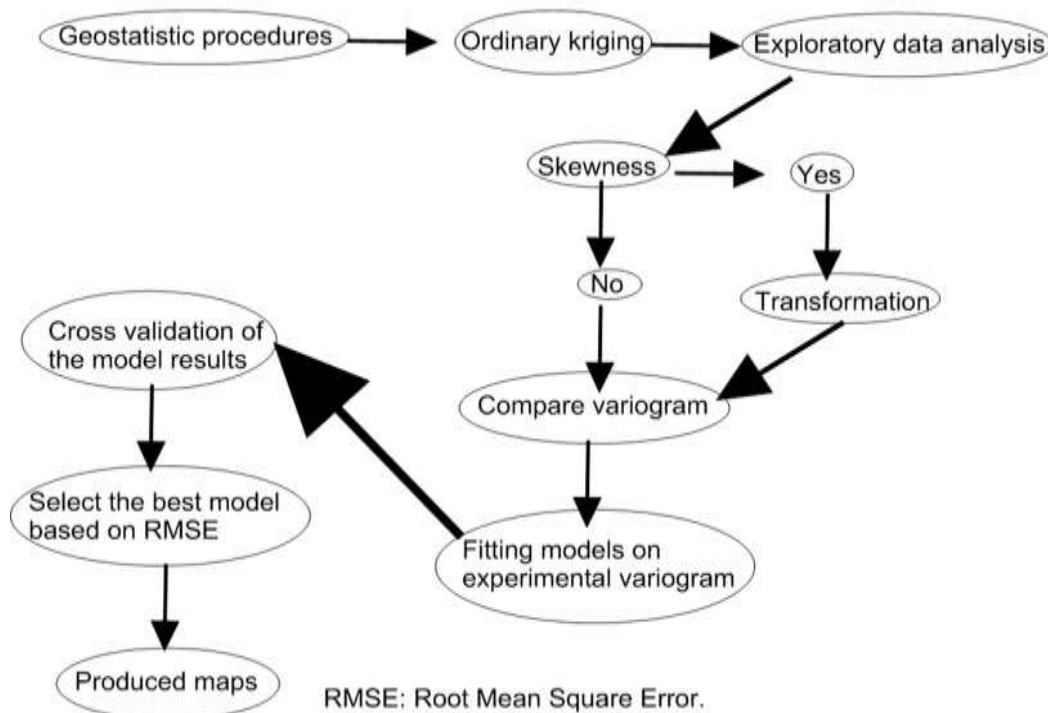 Geostatistic procedures
Ordinary kriging
Exploratory data analysis
Skewness
Yes
No
Transformation
Cross validation of
the model results
Compare variogram
Select the best model
based on RMSE
Fitting models on
experimental variogram
Produced maps
RMSE: Root Mean Square Error.